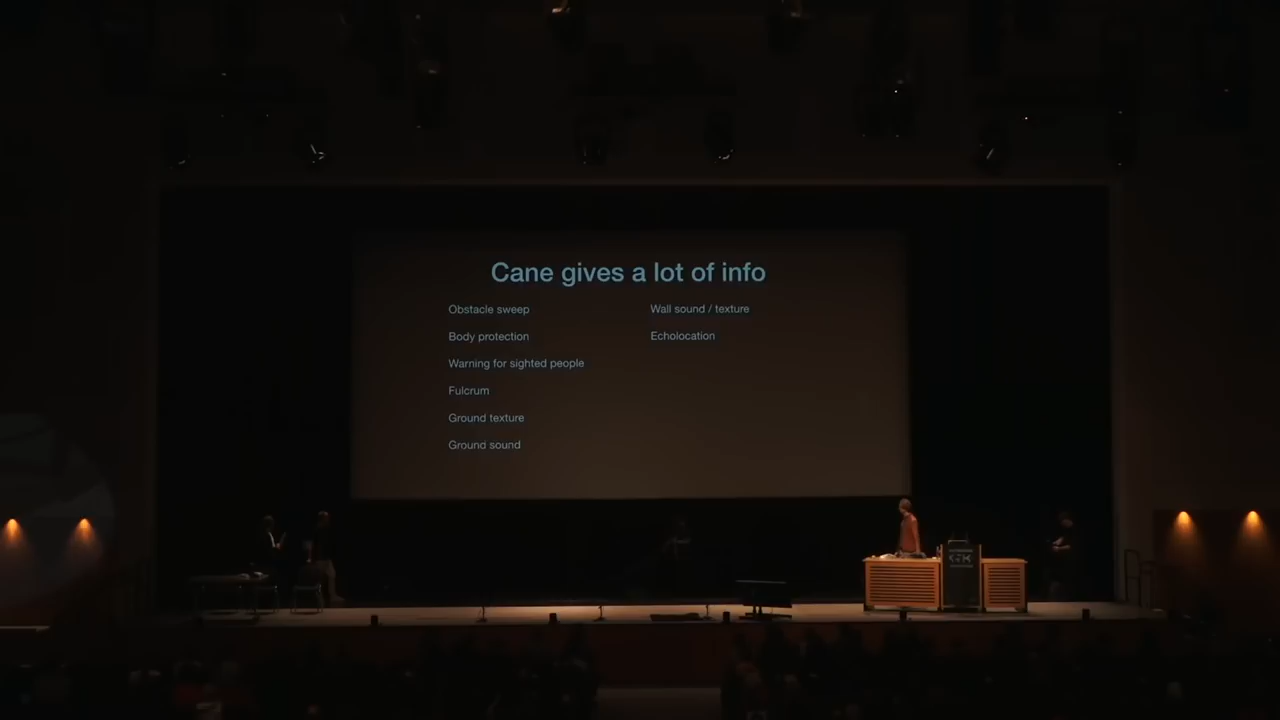 Cane gives a lot of info
Obstacle sweep
Body protection
Warning for sighted people
Fulcrum
Ground texture
Ground sound
Wall sound / texture
Echolocation